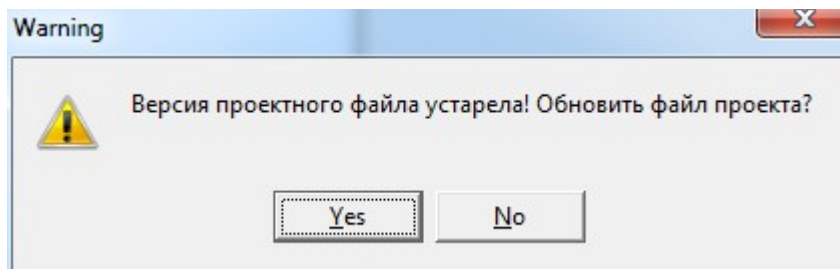 Warning
Версия проектного файла устарела! Обновить файл проекта?
Yes No